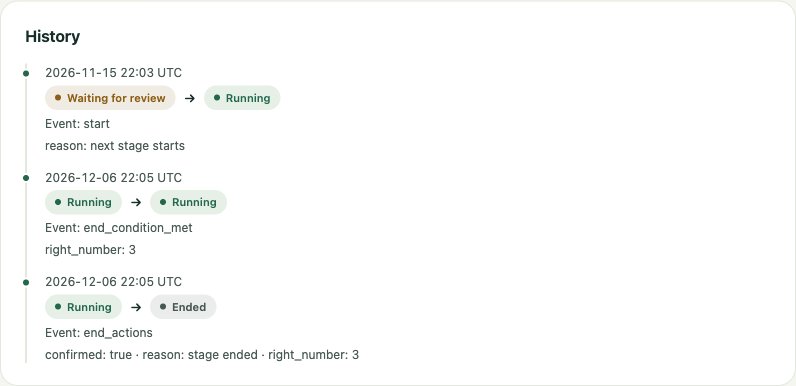 History
2026-11-15 22:03 UTC
Waiting for review → Running
Event: start
reason: next stage starts
2026-12-06 22:05 UTC
Running → Running
Event: end_condition_met
right_number: 3
2026-12-06 22:05 UTC
Running → Ended
Event: end_actions
confirmed: true · reason: stage ended · right_number: 3